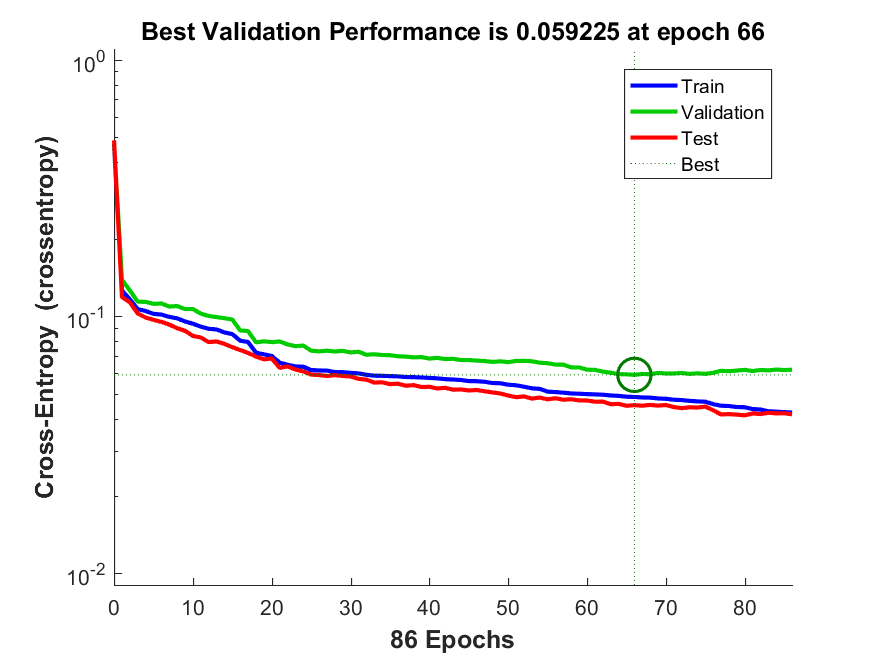 Best Validation Performance is 0.059225 at epoch 66
10^0
10^-1
10^-2
Cross-Entropy (crossentropy)
Train
Validation
Test
Best
0 10 20 30 40 50 60 70 80
86 Epochs